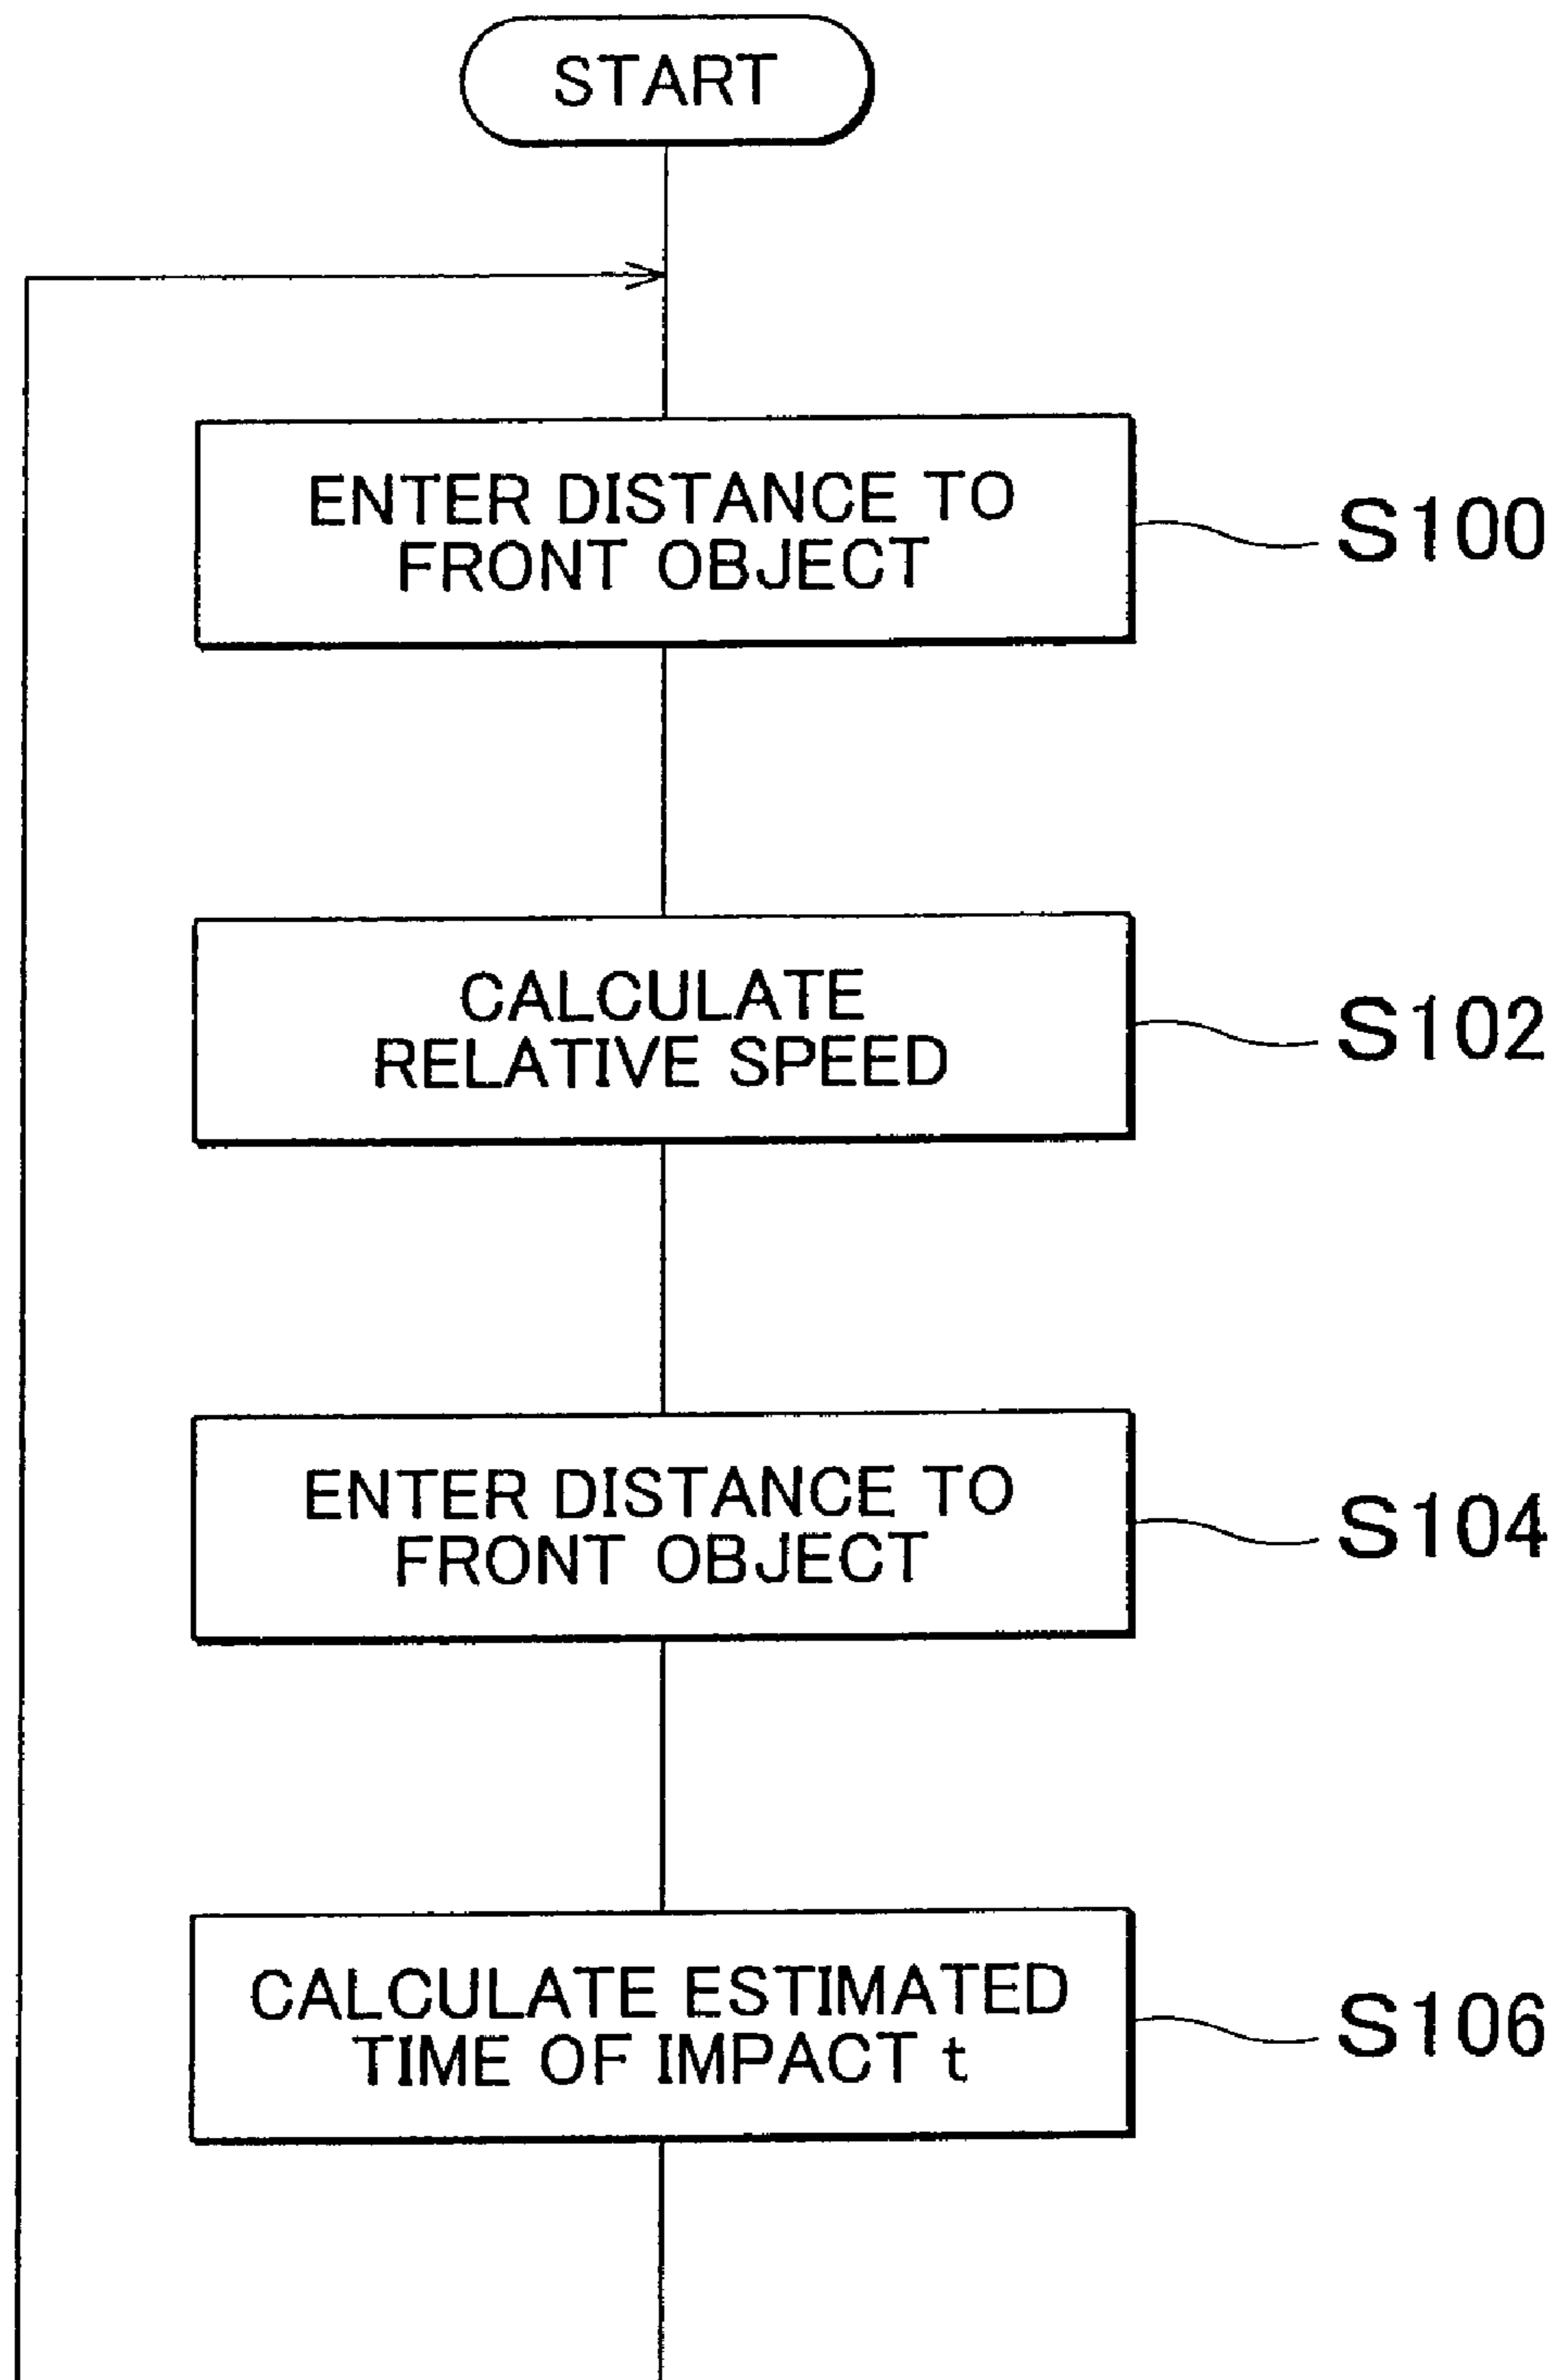 START
ENTER DISTANCE TO
FRONT OBJECT
S100
CALCULATE
RELATIVE SPEED
S102
ENTER DISTANCE TO
FRONT OBJECT
S104
CALCULATE ESTIMATED
TIME OF IMPACT t
S106